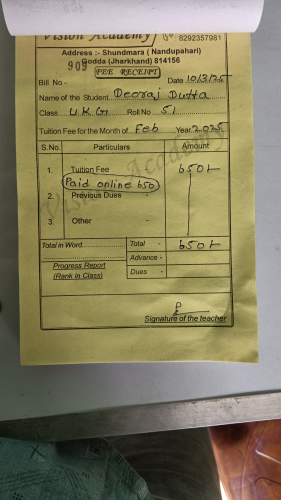 Vision Academy
8292357981
Address :- Shundmara ( Nandupahari)
Godda (Jharkhand) 814156
909
FEE RECEIPT
Bill No - Date 10/3/25
Name of the Student Deoraj Dutta
Class U.K.G Roll No 51
Tuition Fee for the Month of Feb Year 2025
S.No. Particulars Amount
1. Tuition Fee 650/-
Paid online 650
2. Previous Dues -
3. Other -
Total in Word Total - 650/-
Advance -
Progress Report
(Rank in Class)
Dues -
Signature of the teacher
Vision Academy